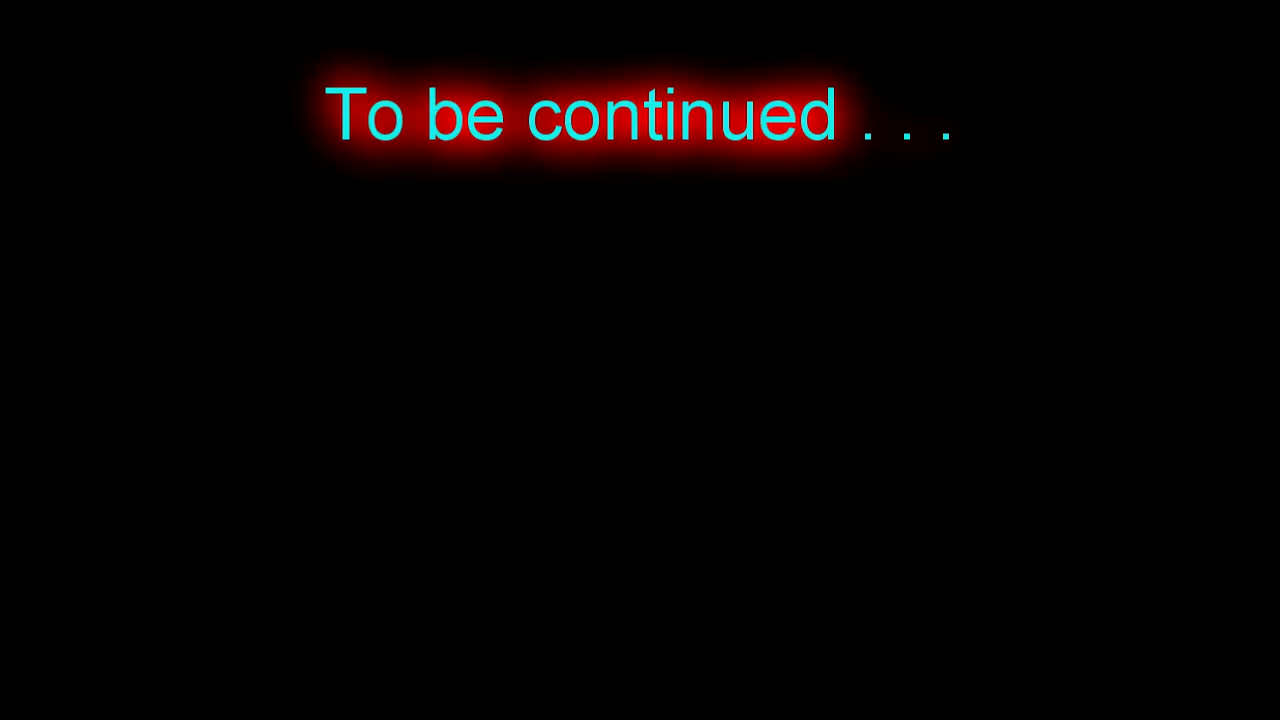 To be continued . . .